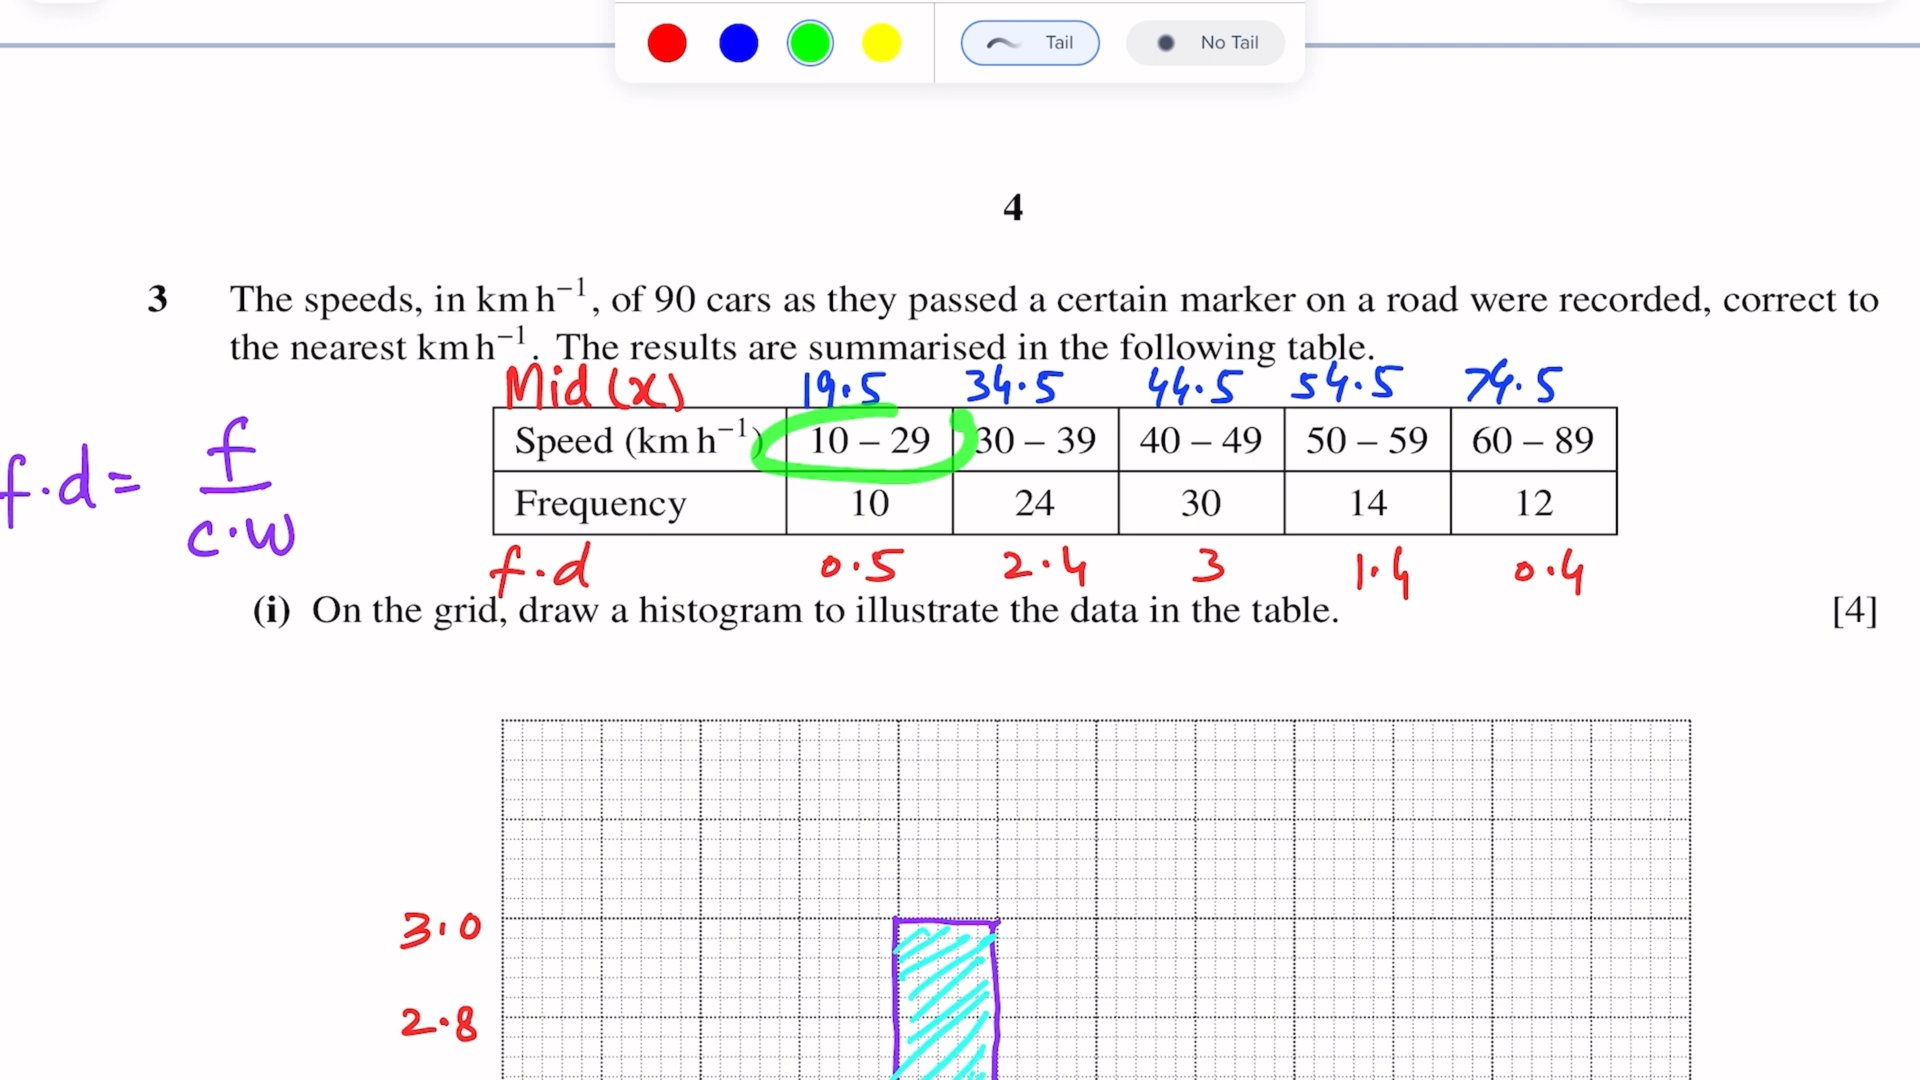 Tail No Tail
4
3 The speeds, in km h⁻¹, of 90 cars as they passed a certain marker on a road were recorded, correct to
the nearest km h⁻¹. The results are summarised in the following table.
Mid (x) 19.5 34.5 44.5 54.5 74.5
Speed (km h⁻¹) 10 – 29 30 – 39 40 – 49 50 – 59 60 – 89
f.d = f / c.w
Frequency 10 24 30 14 12
f.d 0.5 2.4 3 1.4 0.4
(i) On the grid, draw a histogram to illustrate the data in the table. [4]
3.0
2.8